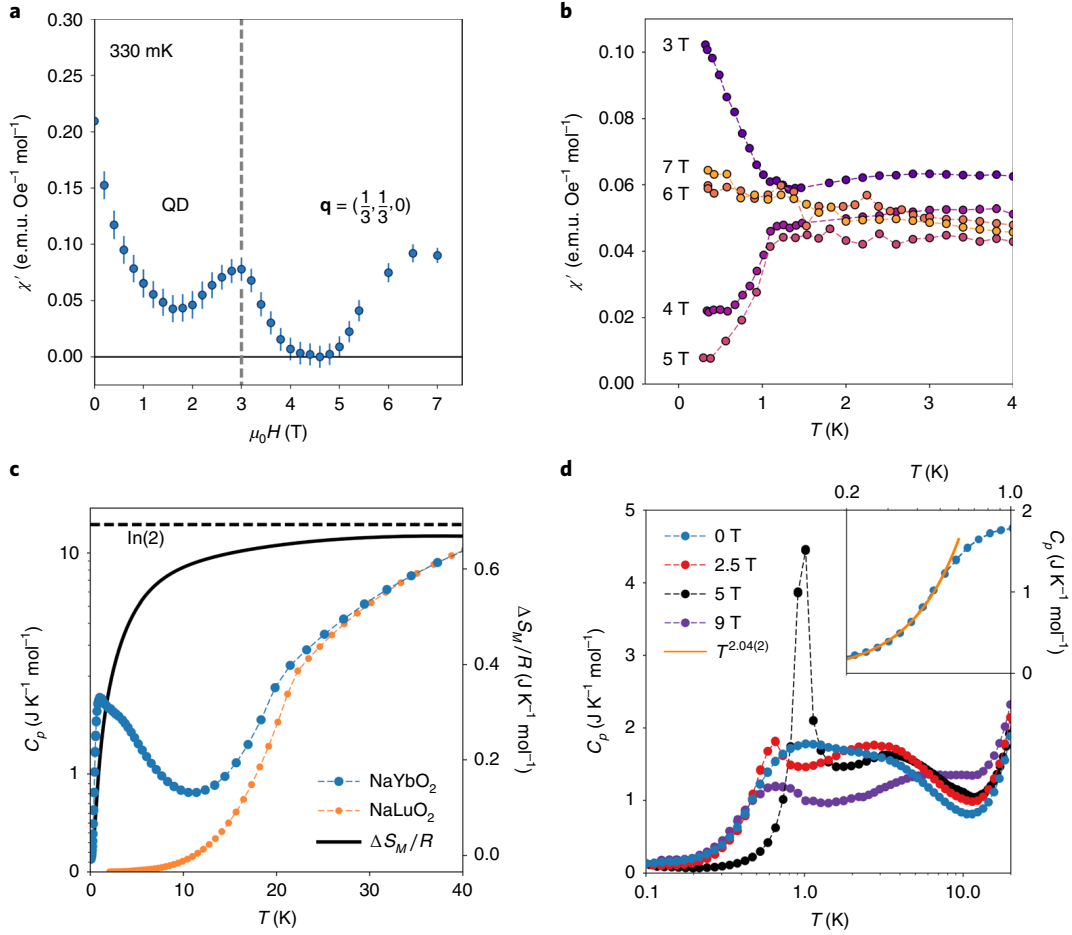 a
0.30
0.25
0.20
0.15
0.10
0.05
0.00
χ′ (e.m.u. Oe⁻¹ mol⁻¹)
330 mK
QD
q = (1/3, 1/3, 0)
0 1 2 3 4 5 6 7
μ₀H (T)
b
0.10
0.08
0.06
0.04
0.02
0.00
χ′ (e.m.u. Oe⁻¹ mol⁻¹)
3 T
7 T
6 T
4 T
5 T
0 1 2 3 4
T (K)
c
10
1
0
C_p (J K⁻¹ mol⁻¹)
ln(2)
NaYbO₂
NaLuO₂
ΔS_M/R
0.6
0.4
0.2
0.0
ΔS_M/R (J K⁻¹ mol⁻¹)
0 10 20 30 40
T (K)
d
5
4
3
2
1
0
C_p (J K⁻¹ mol⁻¹)
0 T
2.5 T
5 T
9 T
T^2.04(2)
T (K)
0.2 1.0
2
1
0
C_p (J K⁻¹ mol⁻¹)
0.1 1.0 10.0
T (K)